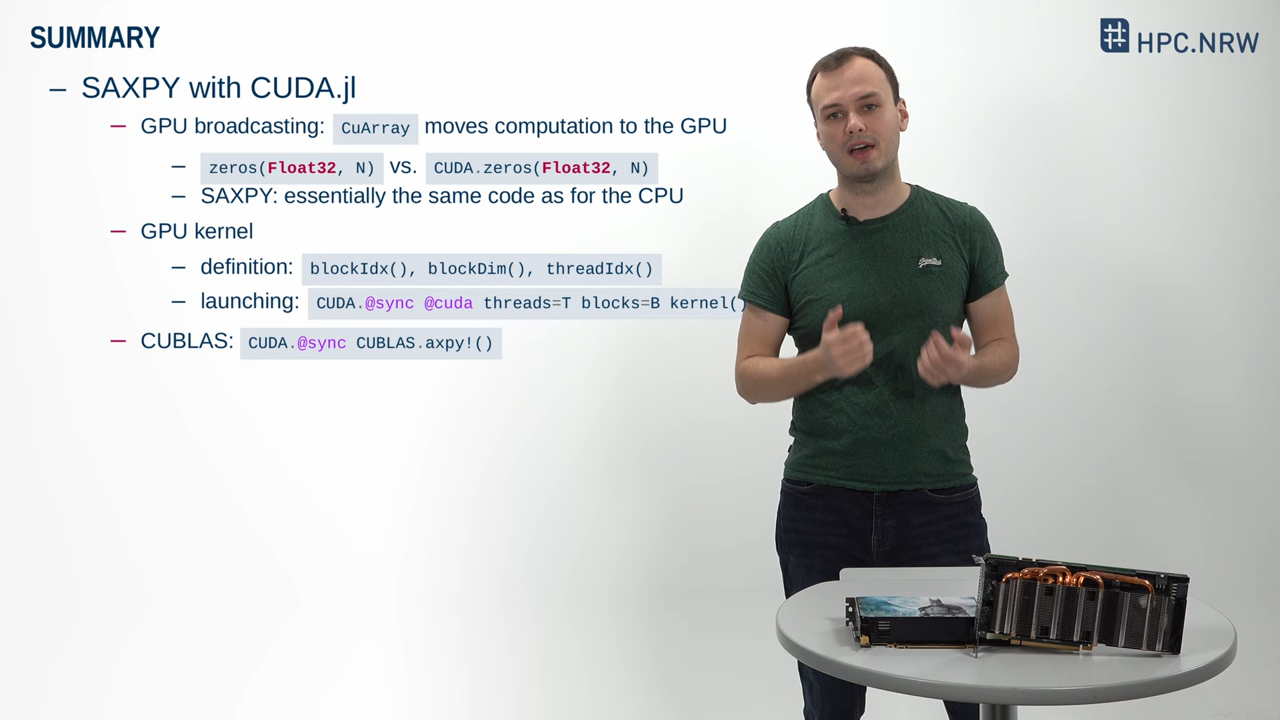 SUMMARY
HPC.NRW
– SAXPY with CUDA.jl
– GPU broadcasting: CuArray moves computation to the GPU
– zeros(Float32, N) vs. CUDA.zeros(Float32, N)
– SAXPY: essentially the same code as for the CPU
– GPU kernel
– definition: blockIdx(), blockDim(), threadIdx()
– launching: CUDA.@sync @cuda threads=T blocks=B kernel()
– CUBLAS: CUDA.@sync CUBLAS.axpy!()